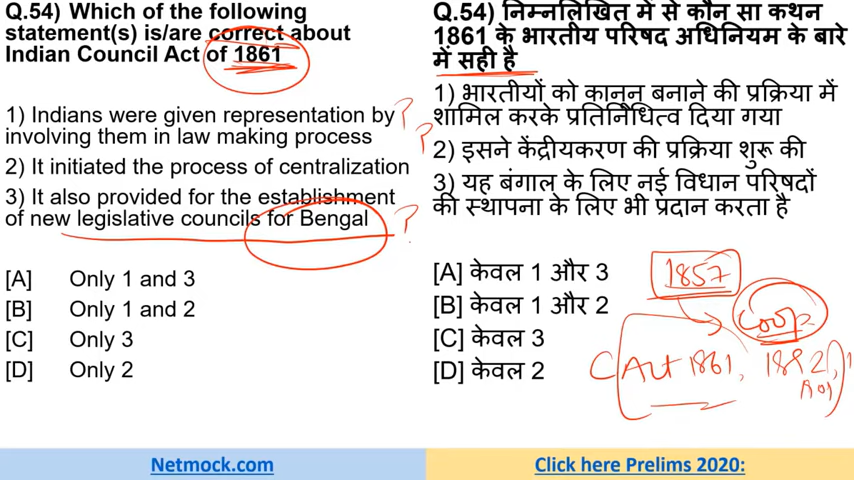 Q.54) Which of the following
statement(s) is/are correct about
Indian Council Act of 1861
1) Indians were given representation by ?
involving them in law making process
?
2) It initiated the process of centralization
3) It also provided for the establishment
of new legislative councils for Bengal ?
[A] Only 1 and 3
[B] Only 1 and 2
[C] Only 3
[D] Only 2
Q.54) निम्नलिखित में से कौन सा कथन
1861 के भारतीय परिषद अधिनियम के बारे
में सही है
1) भारतीयों को कानून बनाने की प्रक्रिया में
शामिल करके प्रतिनिधित्व दिया गया
2) इसने केंद्रीयकरण की प्रक्रिया शुरू की
3) यह बंगाल के लिए नई विधान परिषदों
की स्थापना के लिए भी प्रदान करता है
[A] केवल 1 और 3
[B] केवल 1 और 2
[C] केवल 3
[D] केवल 2
1857
Coop
C Act 1861, 1892,
Netmock.com
Click here Prelims 2020: